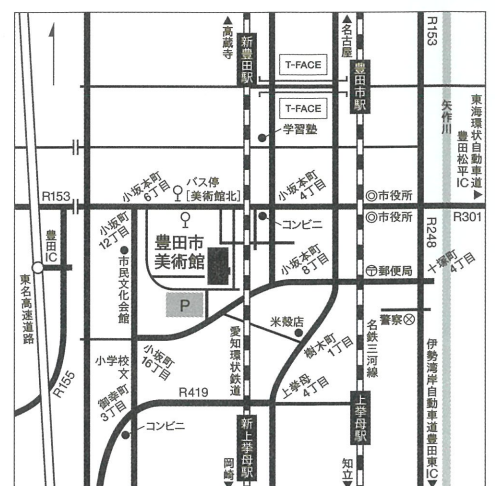 ▲高蔵寺
▲名古屋
R153
新豊田駅
T-FACE
豊田市駅
T-FACE
学習塾
矢作川
東海環状自動車道
豊田松平IC▶
R153
小坂本町
6丁目
バス停
[美術館北]
小坂本町
4丁目
◎市役所
◎市役所
R301
コンビニ
小坂町
12丁目
豊田市
美術館
豊田IC
市民文化会館
小坂本町
8丁目
R248
十塚町
4丁目
〶郵便局
東名高速道路
P
米穀店
警察⊗
愛知環状鉄道
樹木町
1丁目
名鉄三河線
小学校
文
小坂町
16丁目
R155
御幸町
3丁目
R419
上挙母
4丁目
伊勢湾岸自動車道豊田東IC▼
コンビニ
新上挙母駅
上挙母駅
岡崎▼
知立▼